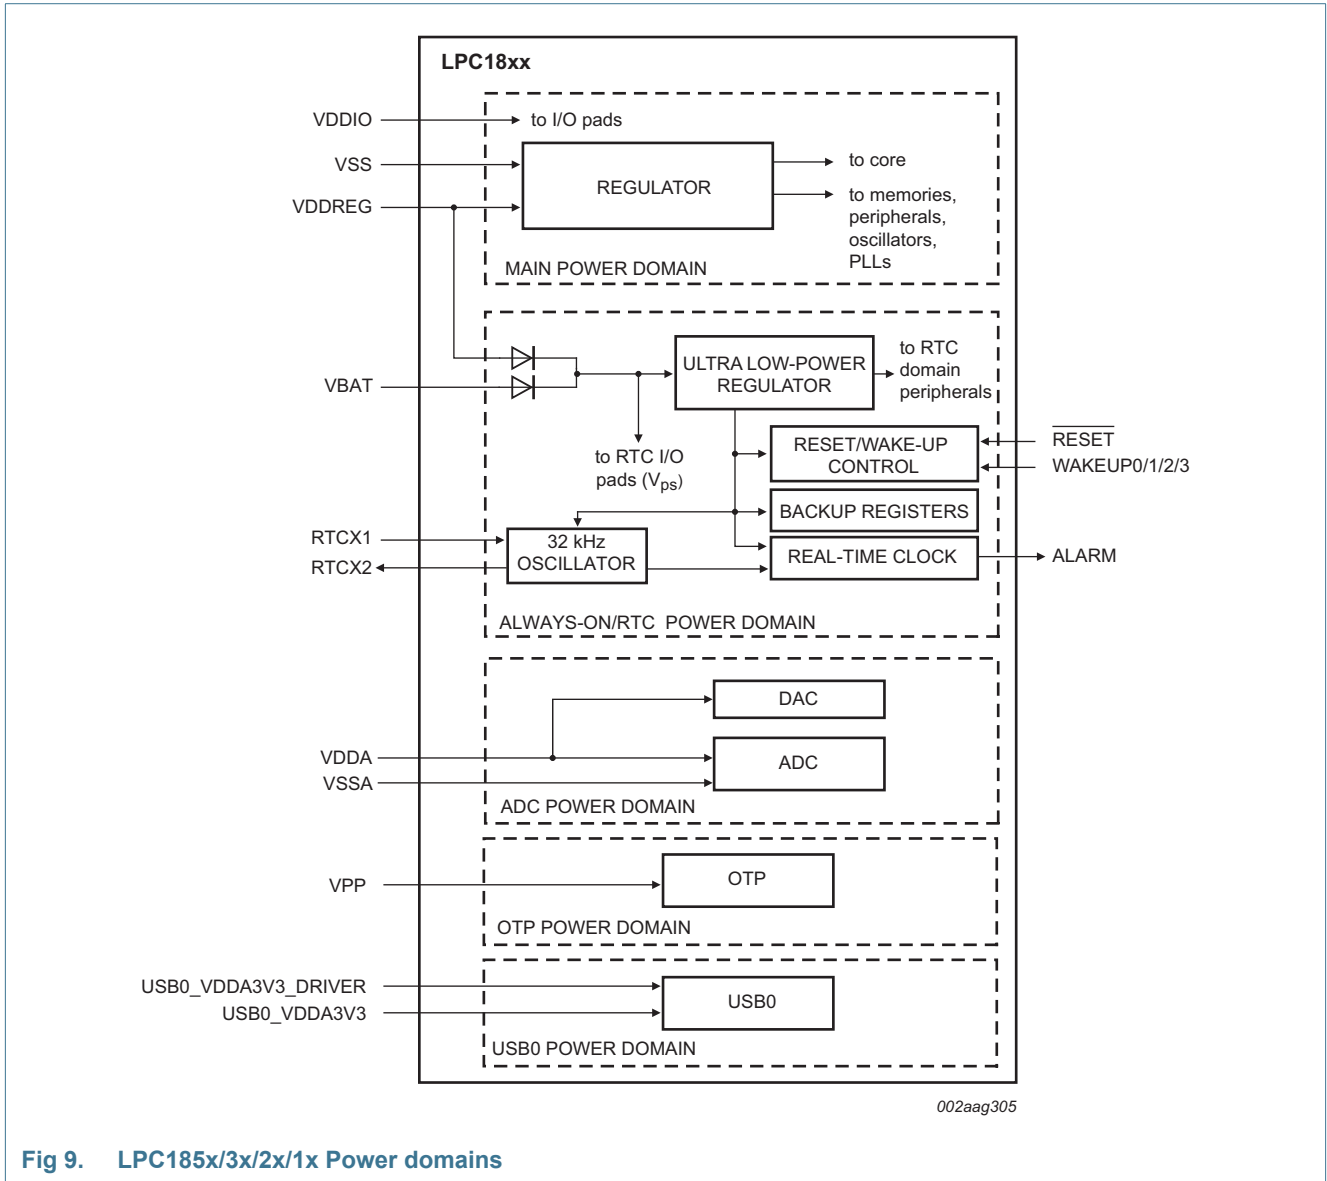 LPC18xx
VDDIO
to I/O pads
VSS
REGULATOR
to core
VDDREG
to memories,
peripherals,
oscillators,
PLLs
MAIN POWER DOMAIN
VBAT
ULTRA LOW-POWER
REGULATOR
to RTC
domain
peripherals
to RTC I/O
pads (Vps)
RESET/WAKE-UP
CONTROL
RESET
WAKEUP0/1/2/3
BACKUP REGISTERS
RTCX1
RTCX2
32 kHz
OSCILLATOR
REAL-TIME CLOCK
ALARM
ALWAYS-ON/RTC POWER DOMAIN
DAC
VDDA
VSSA
ADC
ADC POWER DOMAIN
VPP
OTP
OTP POWER DOMAIN
USB0_VDDA3V3_DRIVER
USB0_VDDA3V3
USB0
USB0 POWER DOMAIN
002aag305
Fig 9. LPC185x/3x/2x/1x Power domains